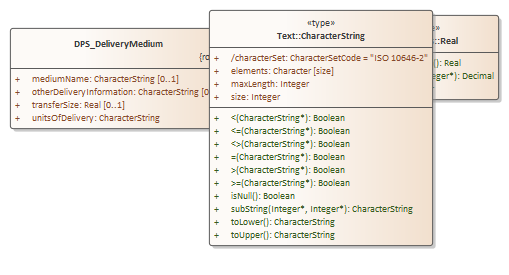 DPS_DeliveryMedium
+ mediumName: CharacterString [0..1]
+ otherDeliveryInformation: CharacterString [0
+ transferSize: Real [0..1]
+ unitsOfDelivery: CharacterString
«type»
Text::CharacterString
+ /characterSet: CharacterSetCode = "ISO 10646-2"
+ elements: Character [size]
+ maxLength: Integer
+ size: Integer
+ <(CharacterString*): Boolean
+ <=(CharacterString*): Boolean
+ <>(CharacterString*): Boolean
+ =(CharacterString*): Boolean
+ >(CharacterString*): Boolean
+ >=(CharacterString*): Boolean
+ isNull(): Boolean
+ subString(Integer*, Integer*): CharacterString
+ toLower(): CharacterString
+ toUpper(): CharacterString
::Real
(): Real
*): Decimal